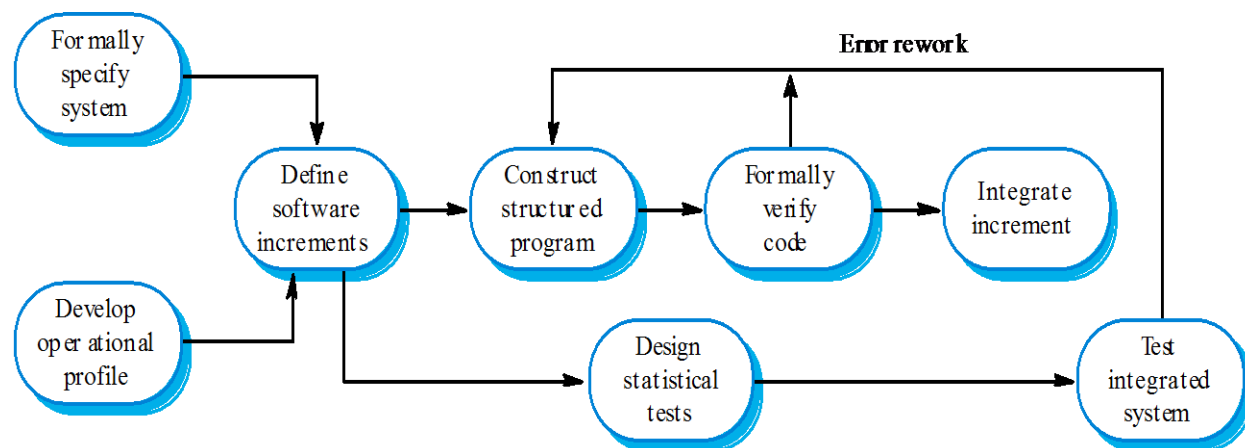 Formally
specify
system
Error rework
Define
software
increments
Construct
structured
program
Formally
verify
code
Integrate
increment
Develop
operational
profile
Design
statistical
tests
Test
integrated
system